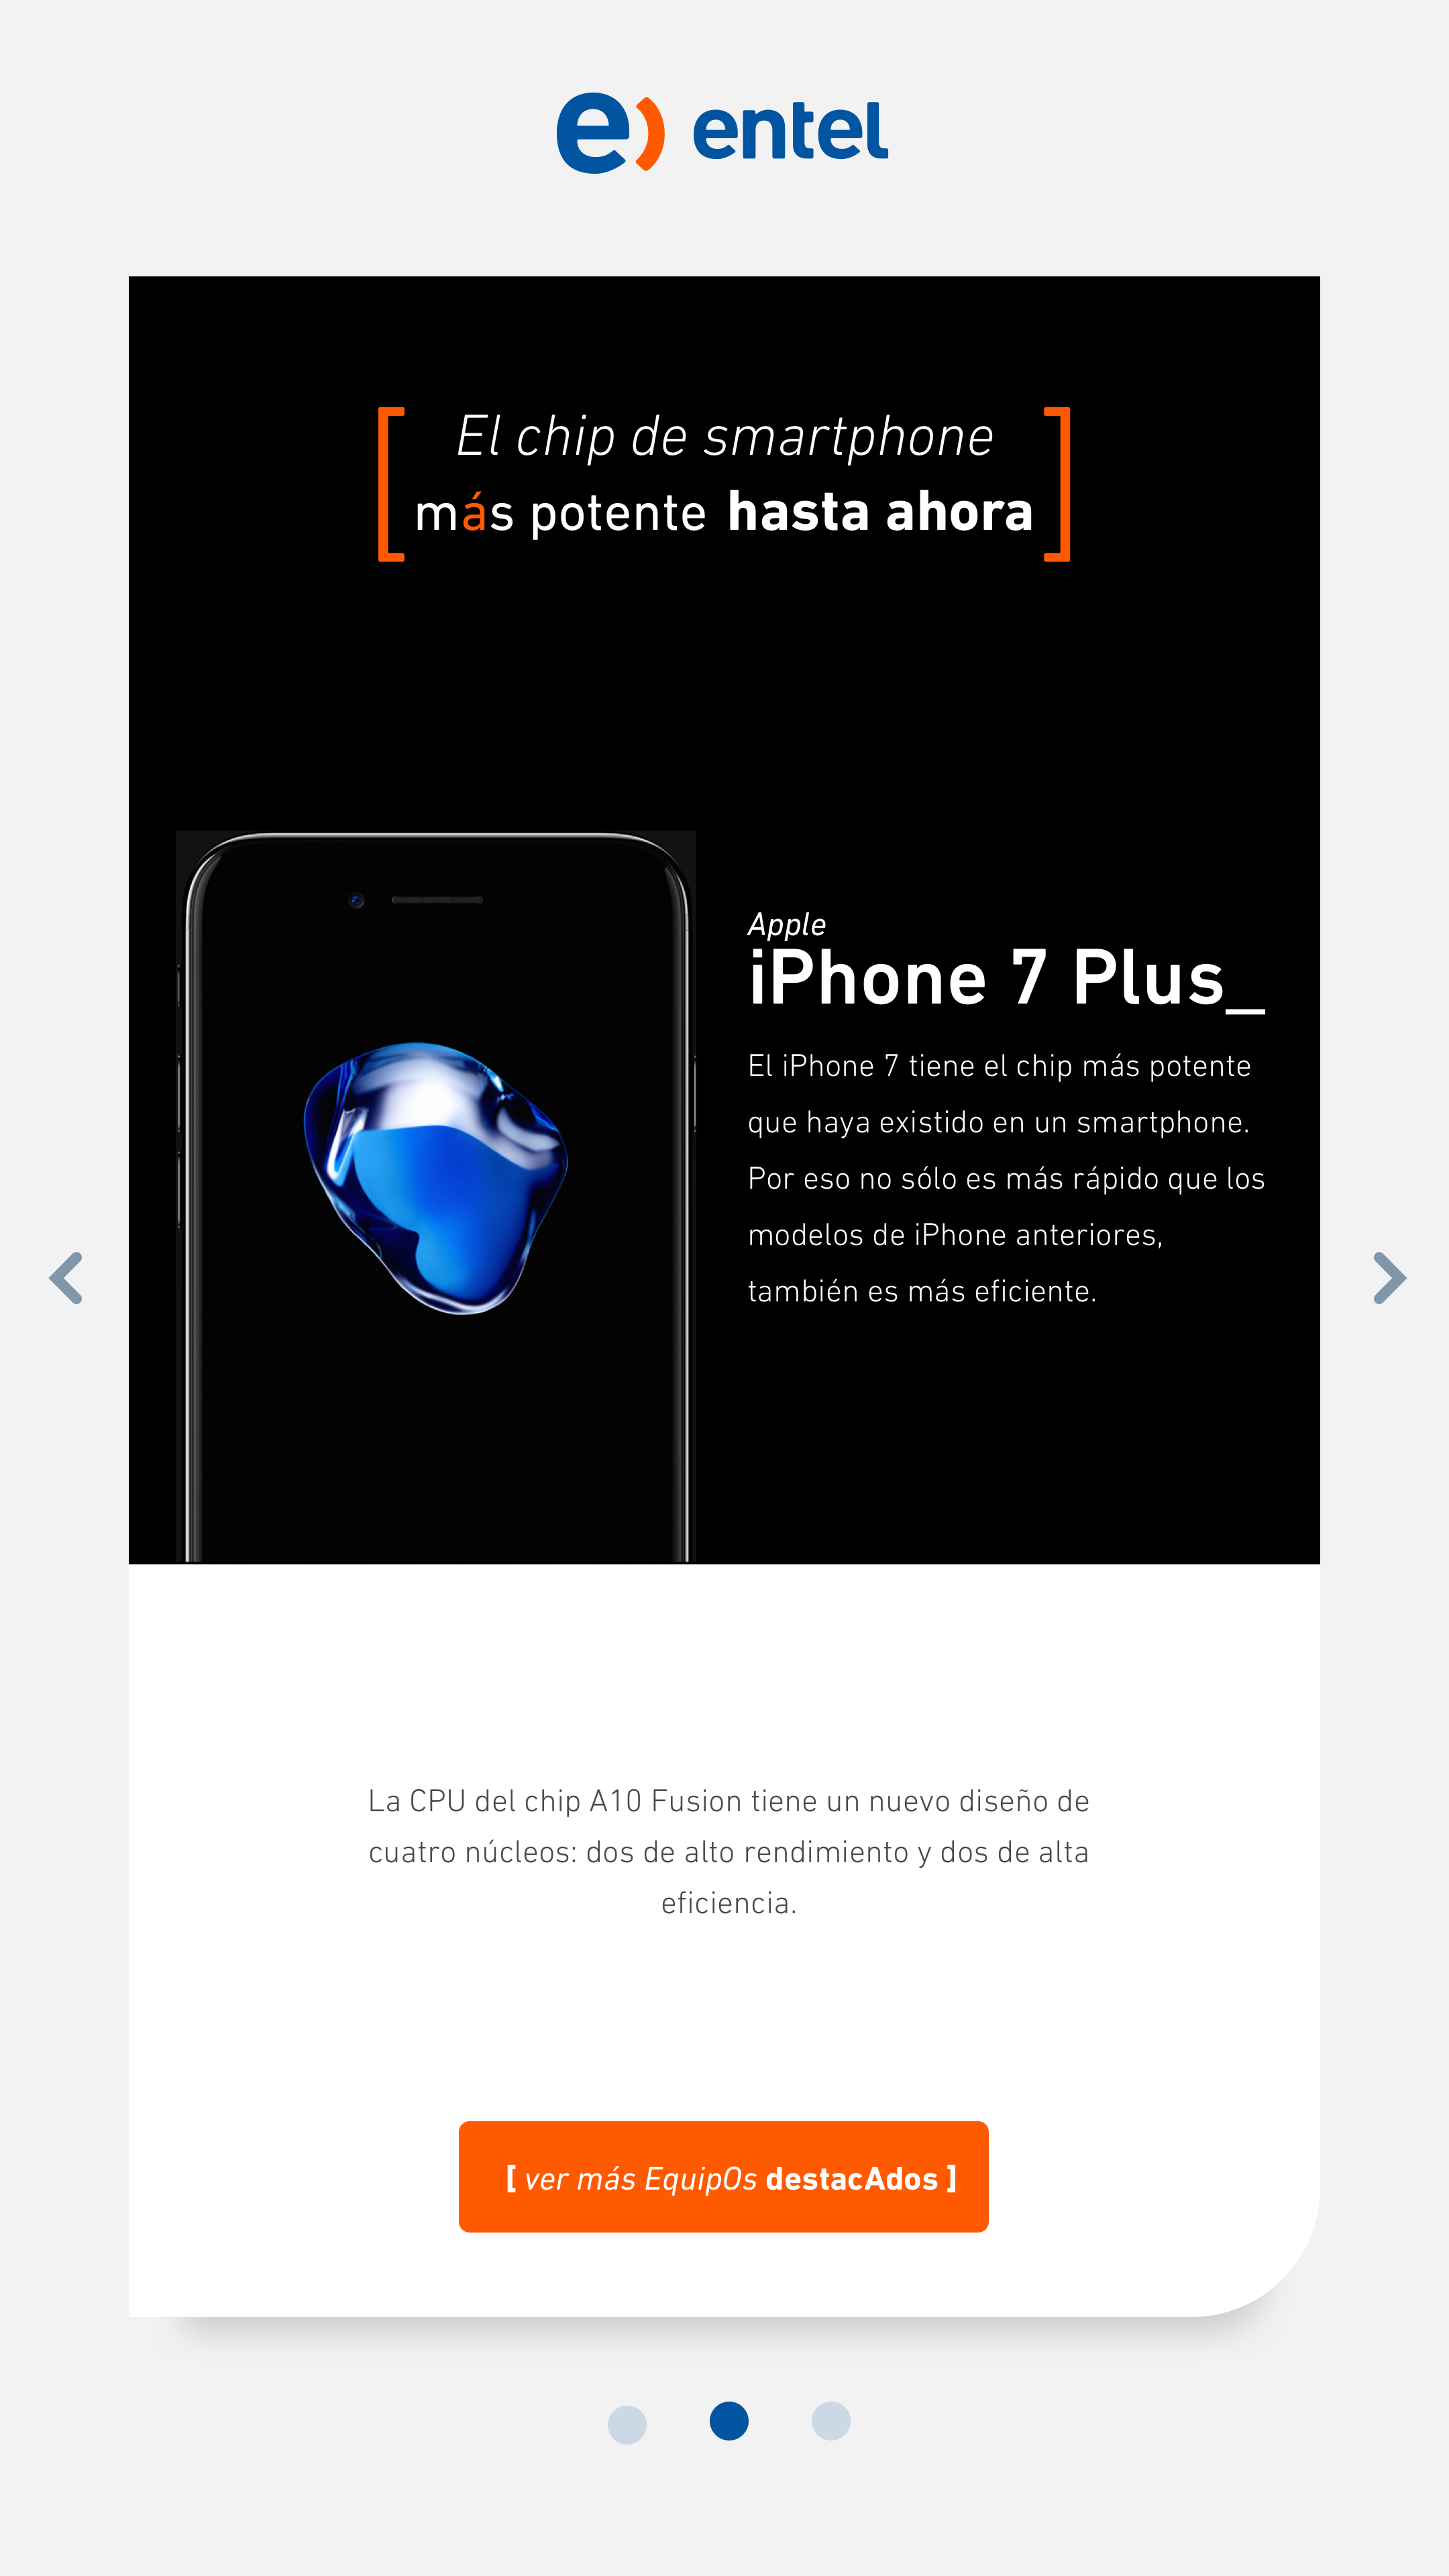 e) entel
[ El chip de smartphone
más potente hasta ahora ]
Apple
iPhone 7 Plus_
El iPhone 7 tiene el chip más potente
que haya existido en un smartphone.
Por eso no sólo es más rápido que los
modelos de iPhone anteriores,
también es más eficiente.
La CPU del chip A10 Fusion tiene un nuevo diseño de
cuatro núcleos: dos de alto rendimiento y dos de alta
eficiencia.
[ ver más EquipOs destacAdos ]